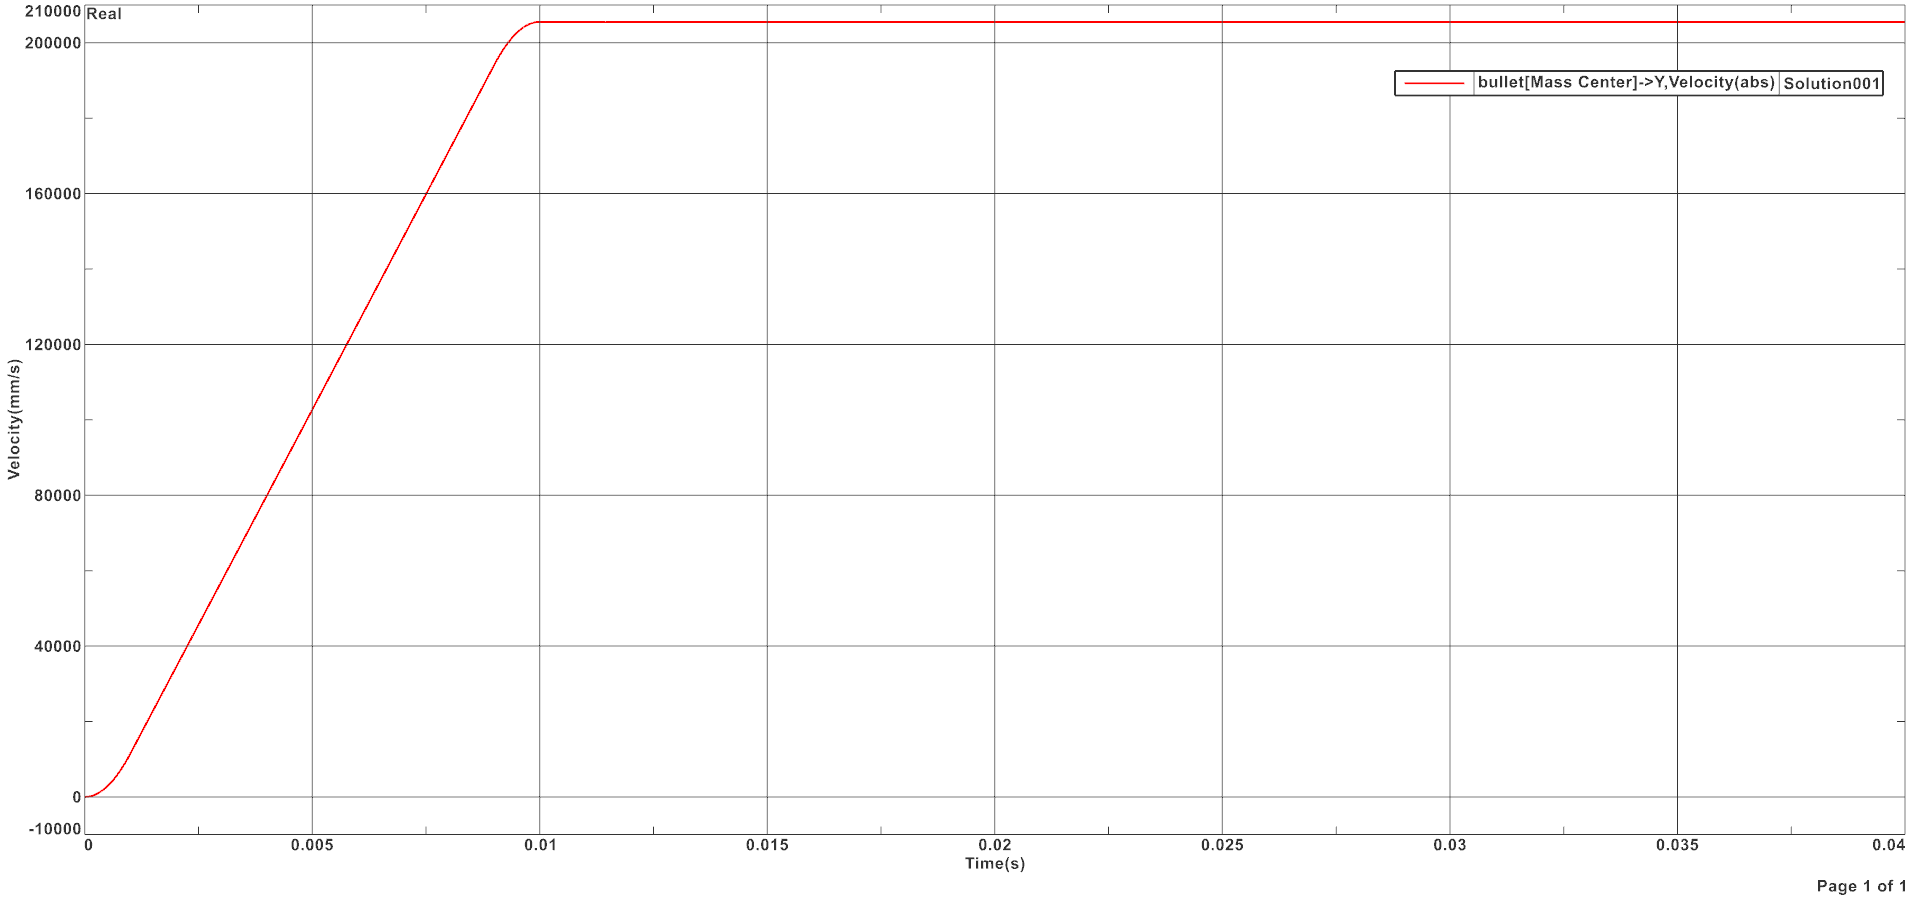 210000
Real
200000
bullet[Mass Center]->Y,Velocity(abs) Solution001
160000
120000
Velocity(mm/s)
80000
40000
0
-10000
0 0.005 0.01 0.015 0.02 0.025 0.03 0.035 0.04
Time(s)
Page 1 of 1